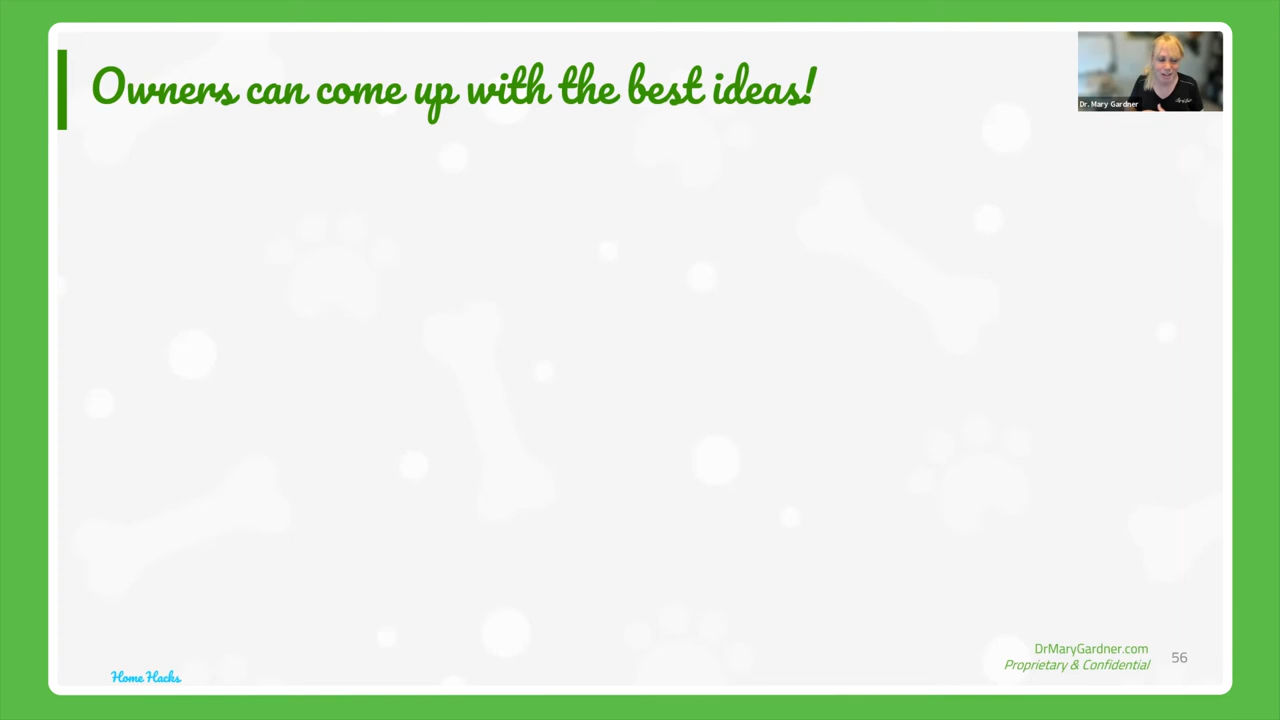 Owners can come up with the best ideas!
Dr. Mary Gardner
DrMaryGardner.com
Proprietary & Confidential
56
Home Hacks